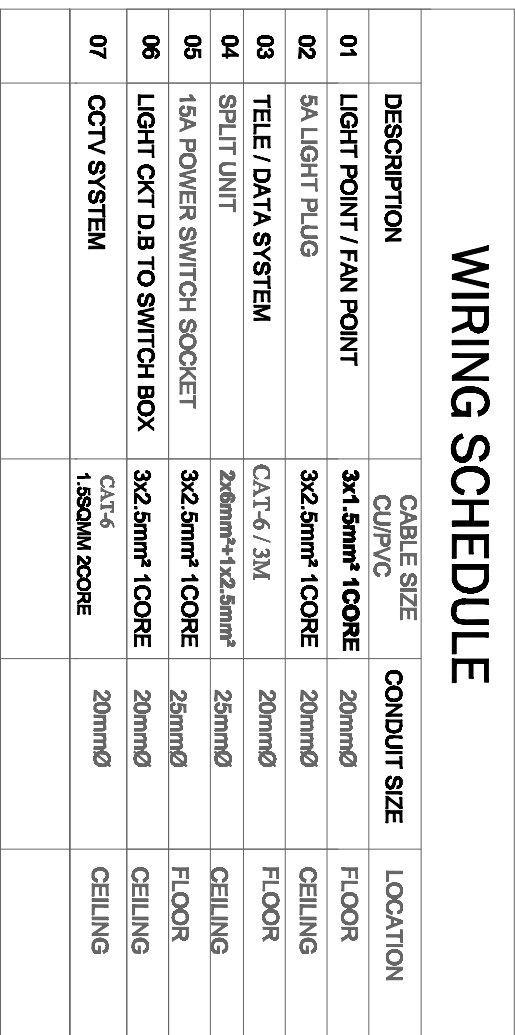 WIRING SCHEDULE
DESCRIPTION CABLE SIZE CU/PVC CONDUIT SIZE LOCATION
01 LIGHT POINT / FAN POINT 3x1.5mm² 1CORE 20mmØ FLOOR
02 5A LIGHT PLUG 3x2.5mm² 1CORE 20mmØ CEILING
03 TELE / DATA SYSTEM CAT-6 / 3M 20mmØ FLOOR
04 SPLIT UNIT 2x6mm²+1x2.5mm² 25mmØ CEILING
05 15A POWER SWITCH SOCKET 3x2.5mm² 1CORE 25mmØ FLOOR
06 LIGHT CKT D.B TO SWITCH BOX 3x2.5mm² 1CORE 20mmØ CEILING
07 CCTV SYSTEM CAT-6 1.5SQMM 2CORE 20mmØ CEILING